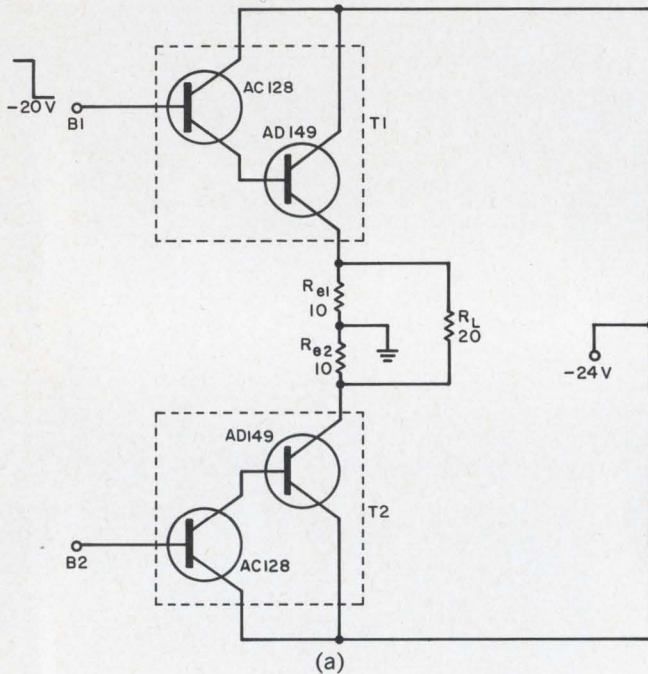 AC128
-20V
B1
T1
AD149
Re1
10
RL
20
Re2
10
-24V
AD149
T2
B2
AC128
(a)